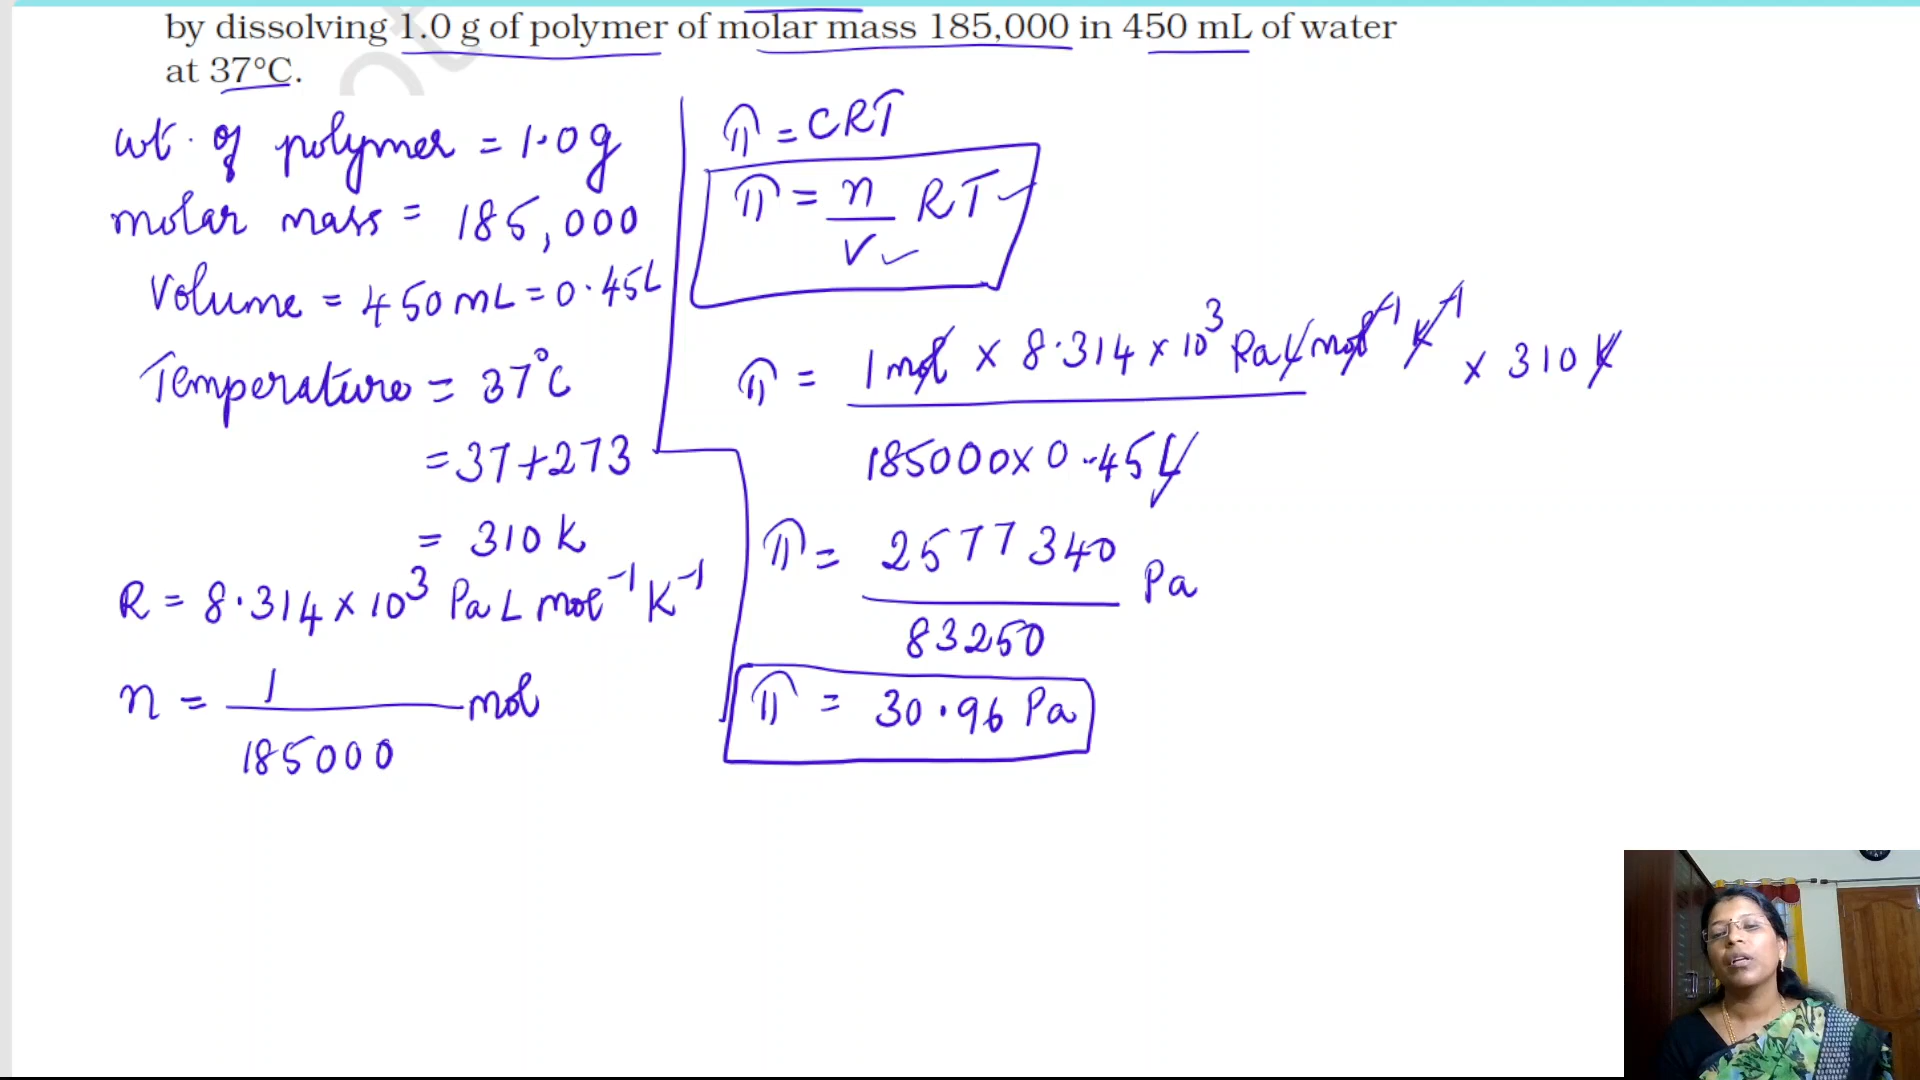 by dissolving 1.0 g of polymer of molar mass 185,000 in 450 mL of water
at 37°C.
wt. of polymer = 1.0g
molar mass = 185,000
Volume = 450mL = 0.45L
Temperature = 37°C
= 37+273
= 310 K
R = 8.314 × 10³ Pa L mol⁻¹ K⁻¹
n = 1 / 185000 mol
π = CRT
π = n / V RT
π = 1 mol × 8.314 × 10³ Pa L mol⁻¹ K⁻¹ × 310 K
185000 × 0.45 L
π = 2577340 / 83250 Pa
π = 30.96 Pa